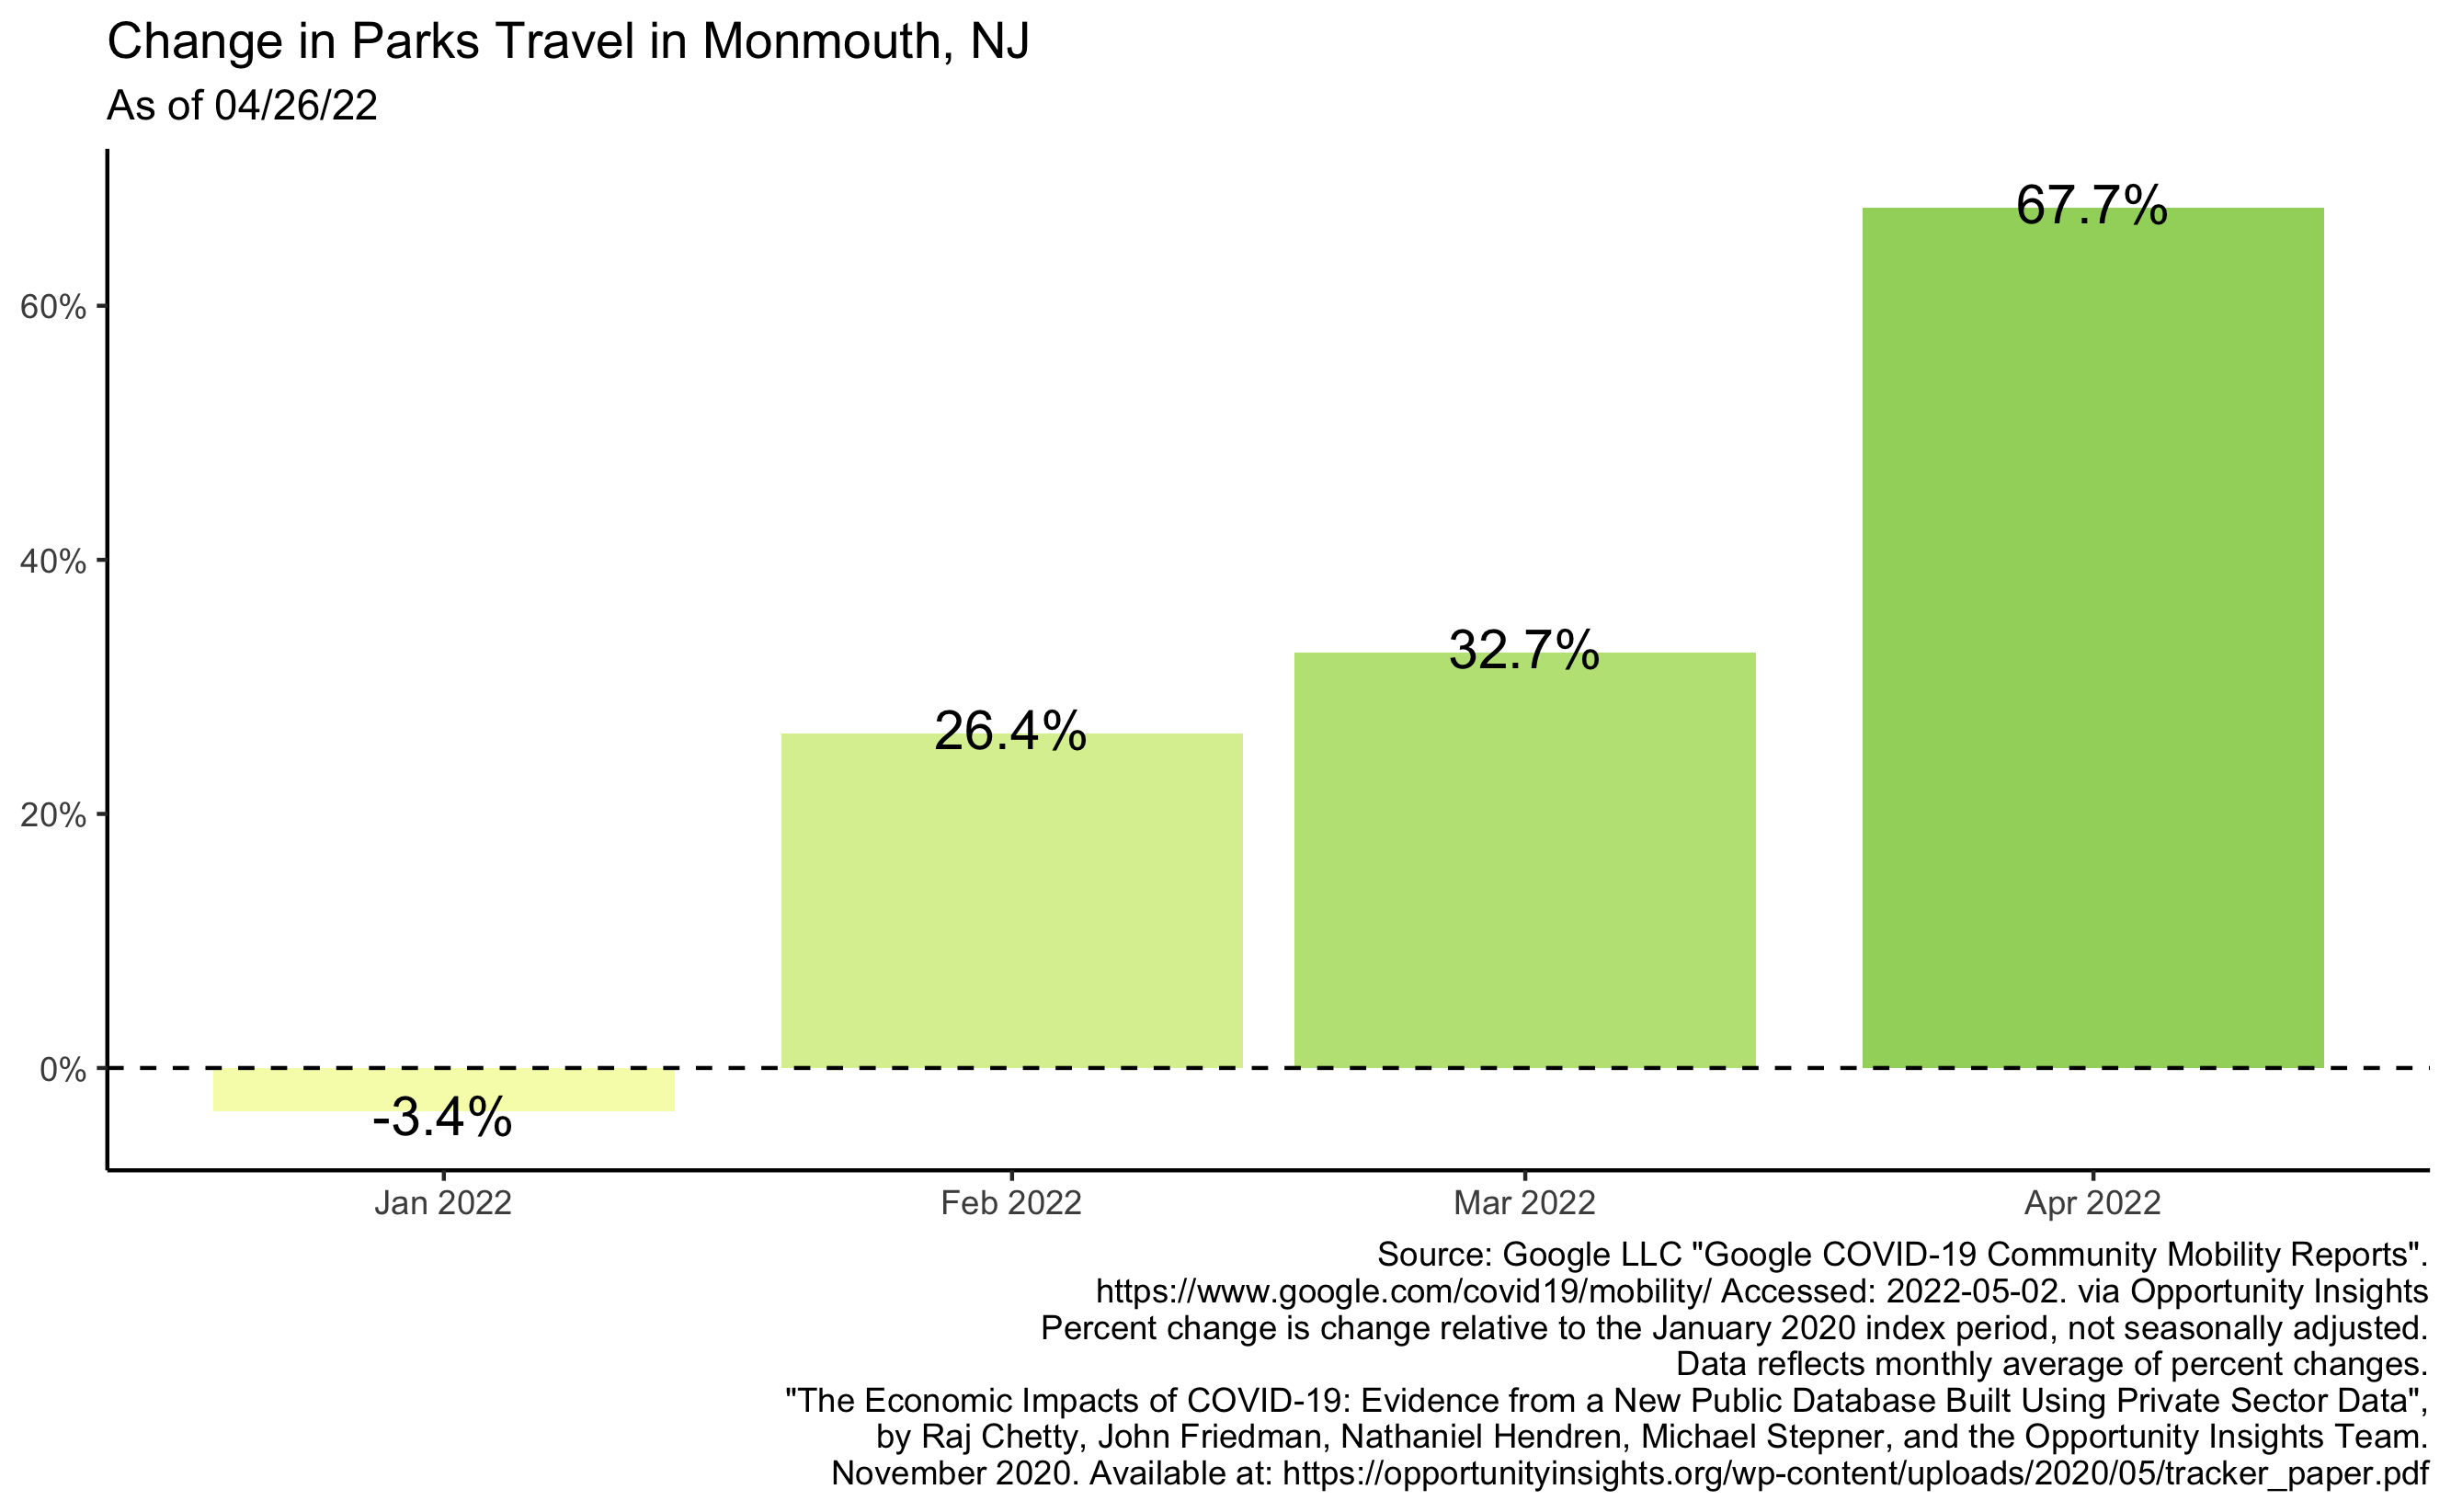 Change in Parks Travel in Monmouth, NJ
As of 04/26/22
67.7%
60%
40%
32.7%
26.4%
20%
0%
-3.4%
Jan 2022 Feb 2022 Mar 2022 Apr 2022
Source: Google LLC "Google COVID-19 Community Mobility Reports".
https://www.google.com/covid19/mobility/ Accessed: 2022-05-02. via Opportunity Insights
Percent change is change relative to the January 2020 index period, not seasonally adjusted.
Data reflects monthly average of percent changes.
"The Economic Impacts of COVID-19: Evidence from a New Public Database Built Using Private Sector Data",
by Raj Chetty, John Friedman, Nathaniel Hendren, Michael Stepner, and the Opportunity Insights Team.
November 2020. Available at: https://opportunityinsights.org/wp-content/uploads/2020/05/tracker_paper.pdf